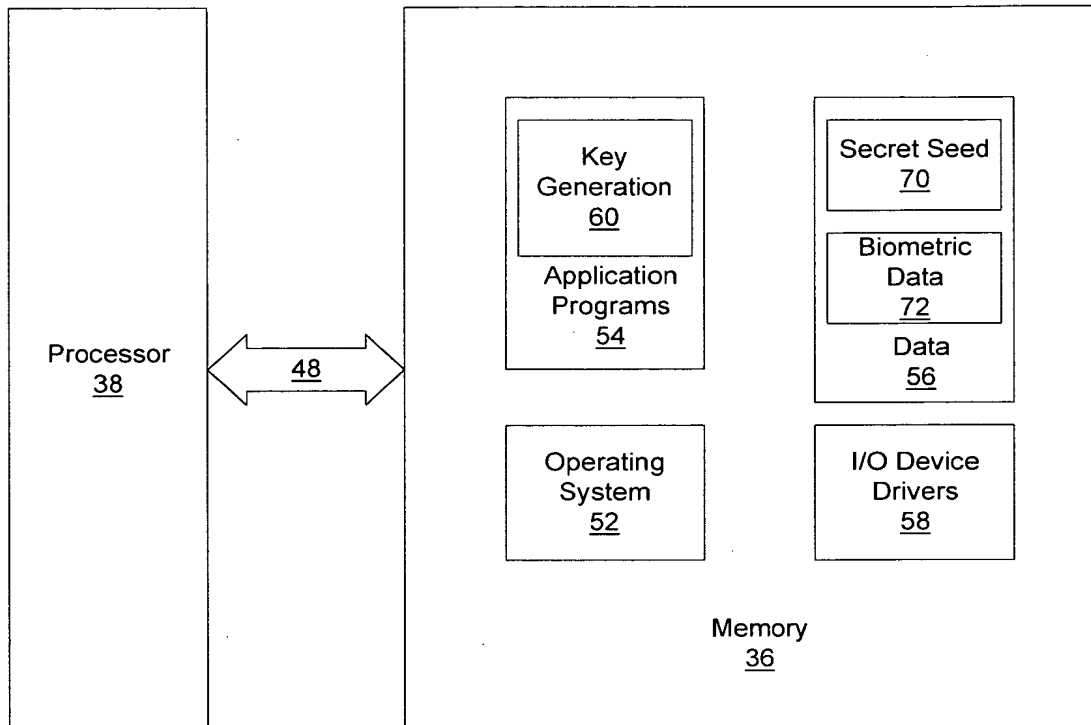 Processor
38
48
Key
Generation
60
Application
Programs
54
Secret Seed
70
Biometric
Data
72
Data
56
Operating
System
52
I/O Device
Drivers
58
Memory
36